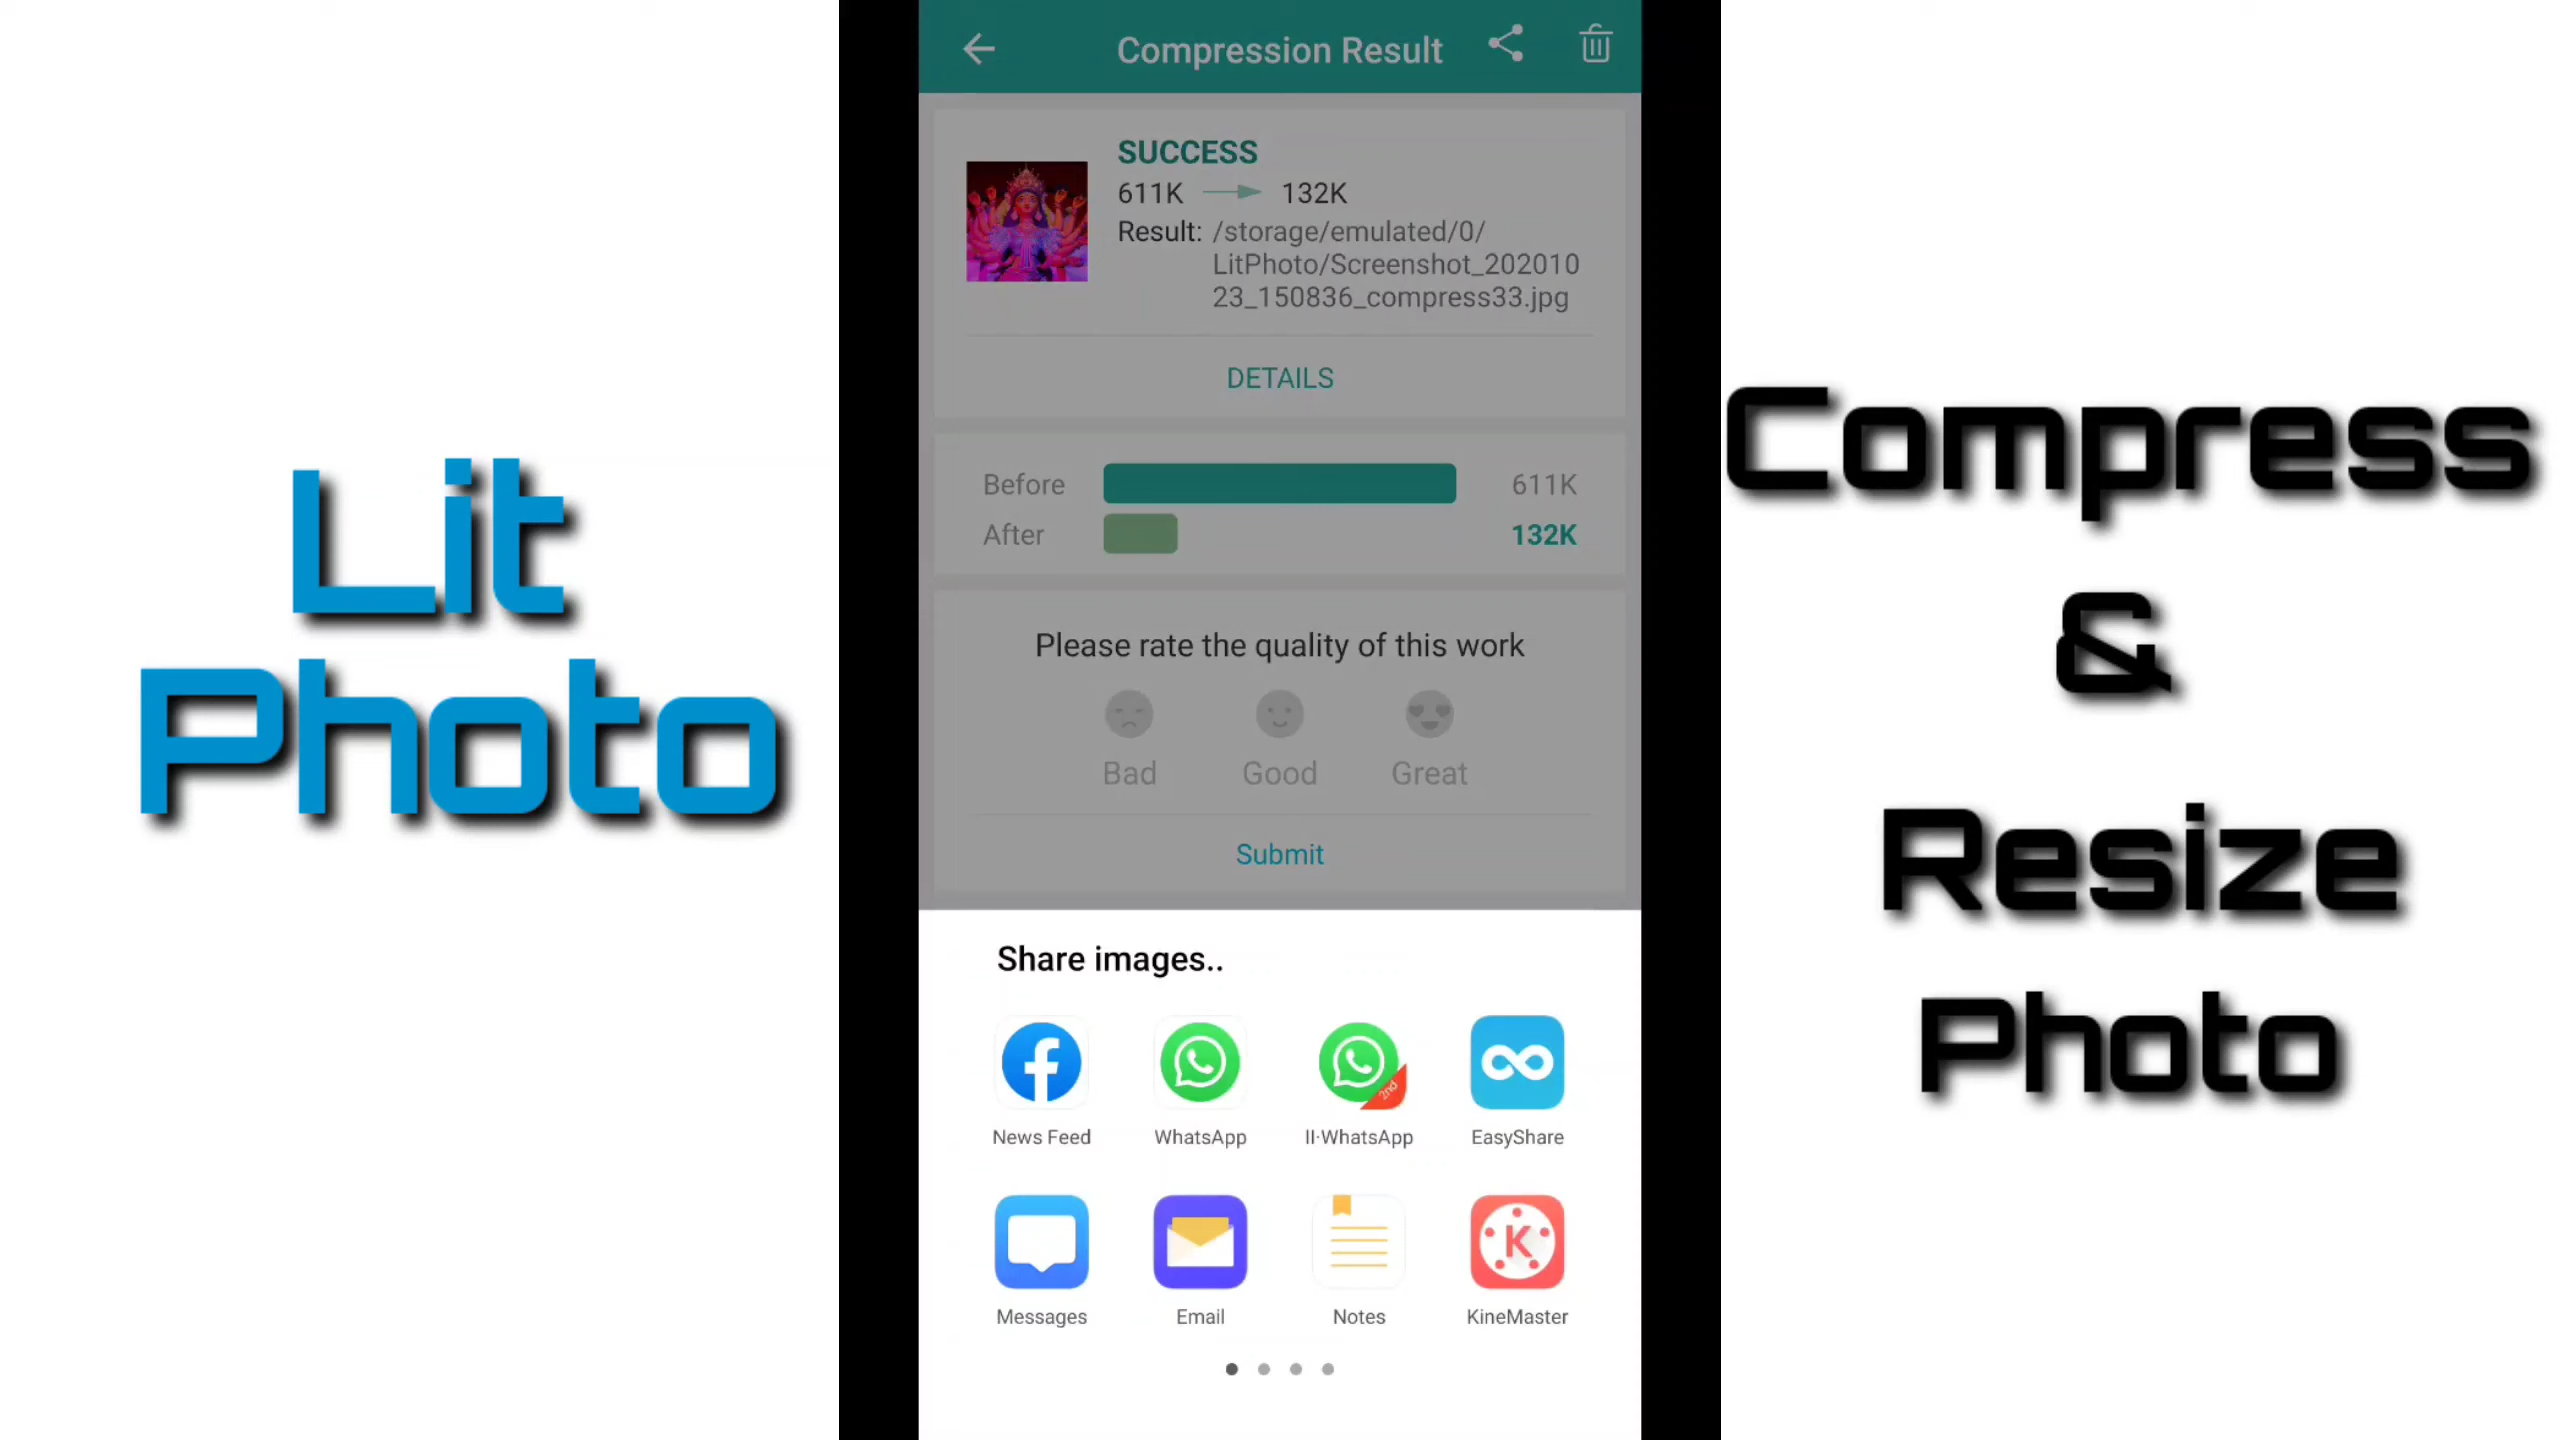 Lit
Photo
Compression Result
SUCCESS
611K 132K
Result: /storage/emulated/0/
LitPhoto/Screenshot_202010
23_150836_compress33.jpg
DETAILS
Before 611K
After 132K
Please rate the quality of this work
Bad Good Great
Submit
Share images..
News Feed WhatsApp II·WhatsApp EasyShare
2nd
Messages Email Notes KineMaster
K
Compress
&
Resize
Photo